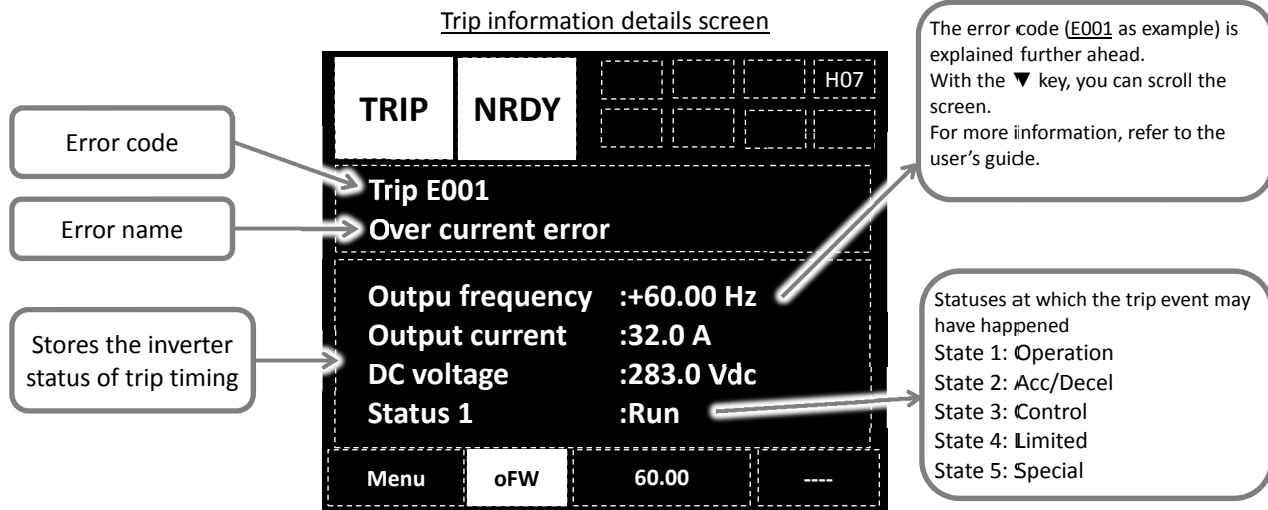 Trip information details screen
Error code
Error name
Stores the inverter
status of trip timing
TRIP
NRDY
H07
Trip E001
Over current error
Outpu frequency :+60.00 Hz
Output current :32.0 A
DC voltage :283.0 Vdc
Status 1 :Run
Menu
oFW
60.00
----
The error code (E001 as example) is
explained further ahead.
With the ▼ key, you can scroll the
screen.
For more information, refer to the
user's guide.
Statuses at which the trip event may
have happened
State 1: Operation
State 2: Acc/Decel
State 3: Control
State 4: Limited
State 5: Special